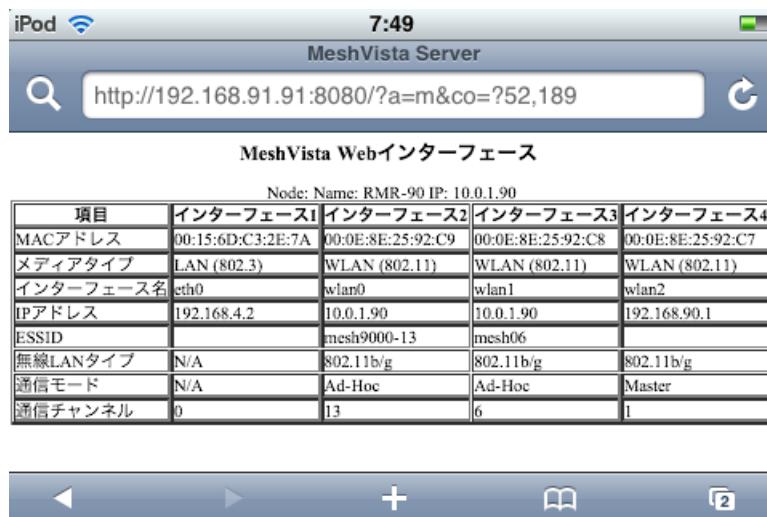 iPod 7:49
MeshVista Server
http://192.168.91.91:8080/?a=m&co=?52,189
MeshVista Webインターフェース
Node: Name: RMR-90 IP: 10.0.1.90
項目 インターフェース1 インターフェース2 インターフェース3 インターフェース4
MACアドレス 00:15:6D:C3:2E:7A 00:0E:8E:25:92:C9 00:0E:8E:25:92:C8 00:0E:8E:25:92:C7
メディアタイプ LAN (802.3) WLAN (802.11) WLAN (802.11) WLAN (802.11)
インターフェース名 eth0 wlan0 wlan1 wlan2
IPアドレス 192.168.4.2 10.0.1.90 10.0.1.90 192.168.90.1
ESSID mesh9000-13 mesh06
無線LANタイプ N/A 802.11b/g 802.11b/g 802.11b/g
通信モード N/A Ad-Hoc Ad-Hoc Master
通信チャンネル 0 13 6 1
2